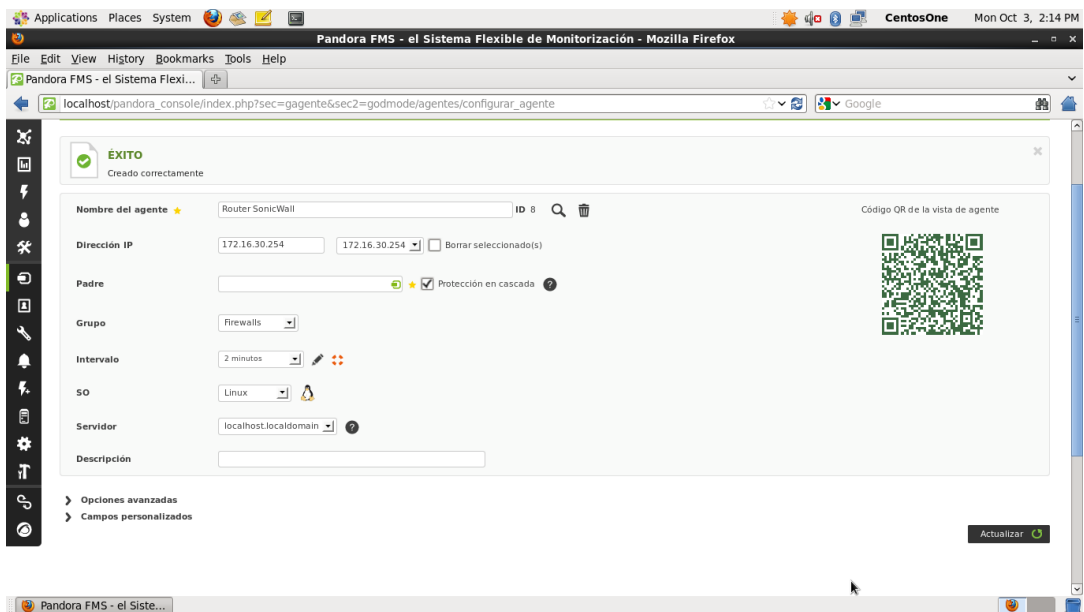 Applications Places System CentosOne Mon Oct 3, 2:14 PM
Pandora FMS - el Sistema Flexible de Monitorización - Mozilla Firefox
File Edit View History Bookmarks Tools Help
Pandora FMS - el Sistema Flexi...
localhost/pandora_console/index.php?sec=gagente&sec2=godmode/agentes/configurar_agente Google
ÉXITO
Creado correctamente
Nombre del agente Router SonicWall ID 8 Código QR de la vista de agente
Dirección IP 172.16.30.254 172.16.30.254 Borrar seleccionado(s)
Padre Protección en cascada ?
Grupo Firewalls
Intervalo 2 minutos
SO Linux
Servidor localhost.localdomain ?
Descripción
Opciones avanzadas
Campos personalizados
Actualizar
Pandora FMS - el Siste...